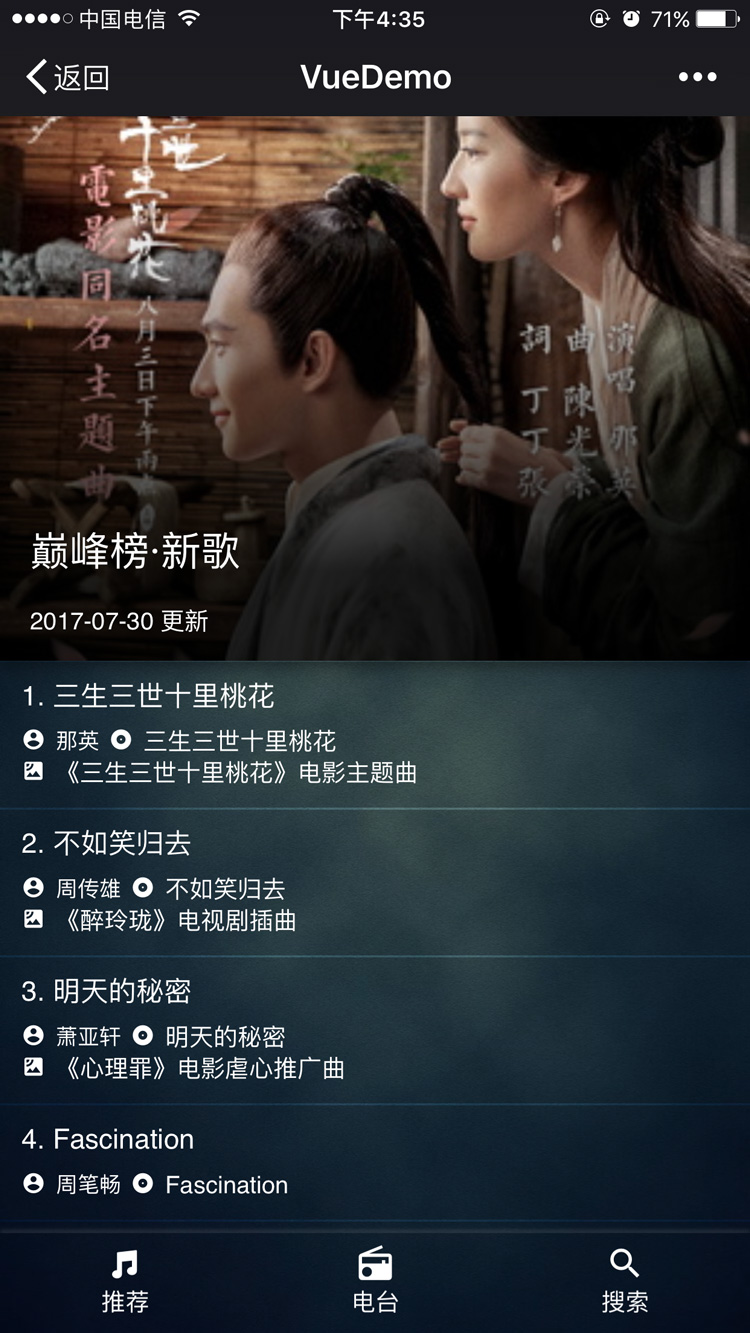 中国电信 下午4:35 71%
返回 VueDemo
三世
十里桃花
電影同名主題曲
演唱 那英
曲 陳光榮
詞 丁丁張
巅峰榜·新歌
2017-07-30 更新
1. 三生三世十里桃花
那英 三生三世十里桃花
《三生三世十里桃花》电影主题曲
2. 不如笑归去
周传雄 不如笑归去
《醉玲珑》电视剧插曲
3. 明天的秘密
萧亚轩 明天的秘密
《心理罪）电影虐心推广曲
4. Fascination
周笔畅 Fascination
推荐 电台 搜索